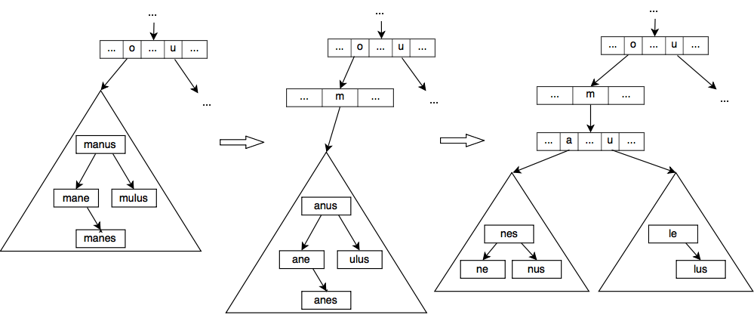 ...
... o ... u ...
...
manus
mane mulus
manes
...
... o ... u ...
... m ...
...
anus
ane ulus
anes
...
... o ... u ...
... m ...
...
... a ... u ...
nes
ne nus
le
lus